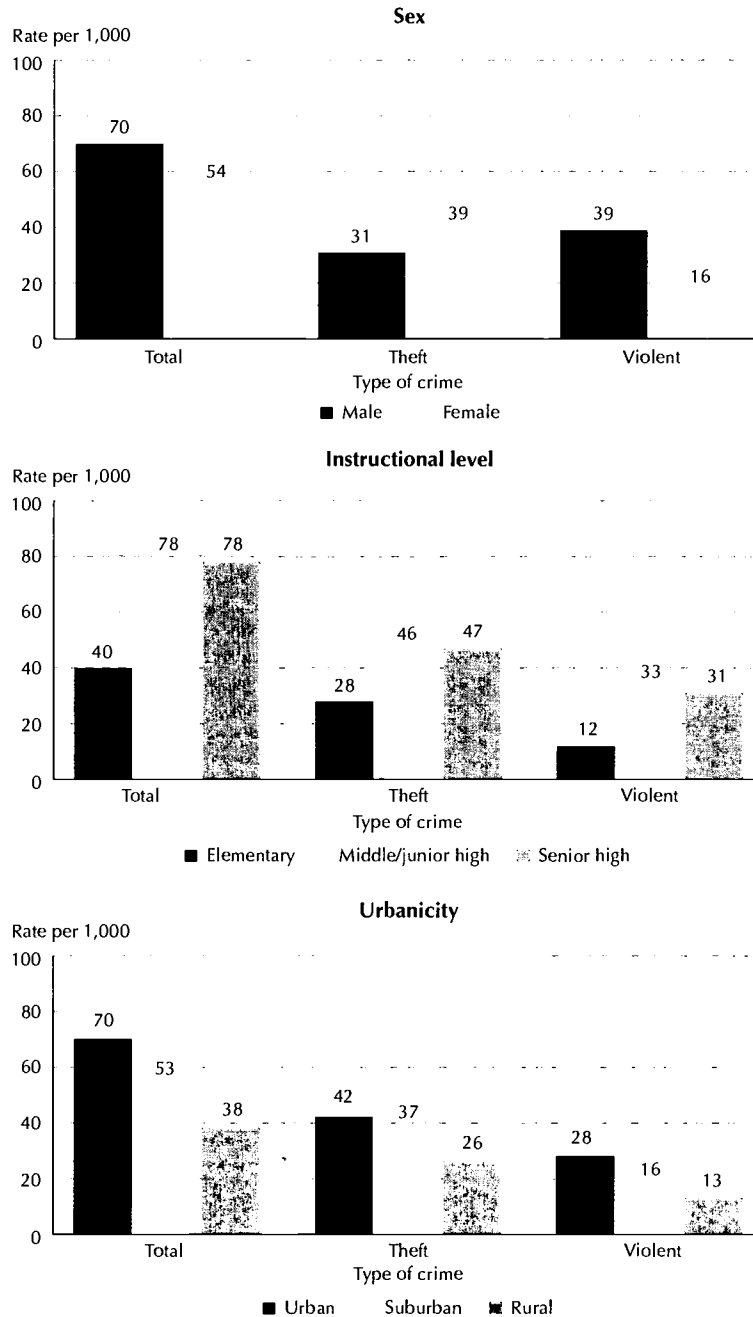 Sex
Rate per 1,000
100
80
60
40
20
0
70
54
31
39
39
16
Total Theft Violent
Type of crime
Male Female
Instructional level
Rate per 1,000
100
80
60
40
20
0
40
78
78
28
46
47
12
33
31
Total Theft Violent
Type of crime
Elementary Middle/junior high Senior high
Urbanicity
Rate per 1,000
100
80
60
40
20
0
70
53
38
42
37
26
28
16
13
Total Theft Violent
Type of crime
Urban Suburban Rural